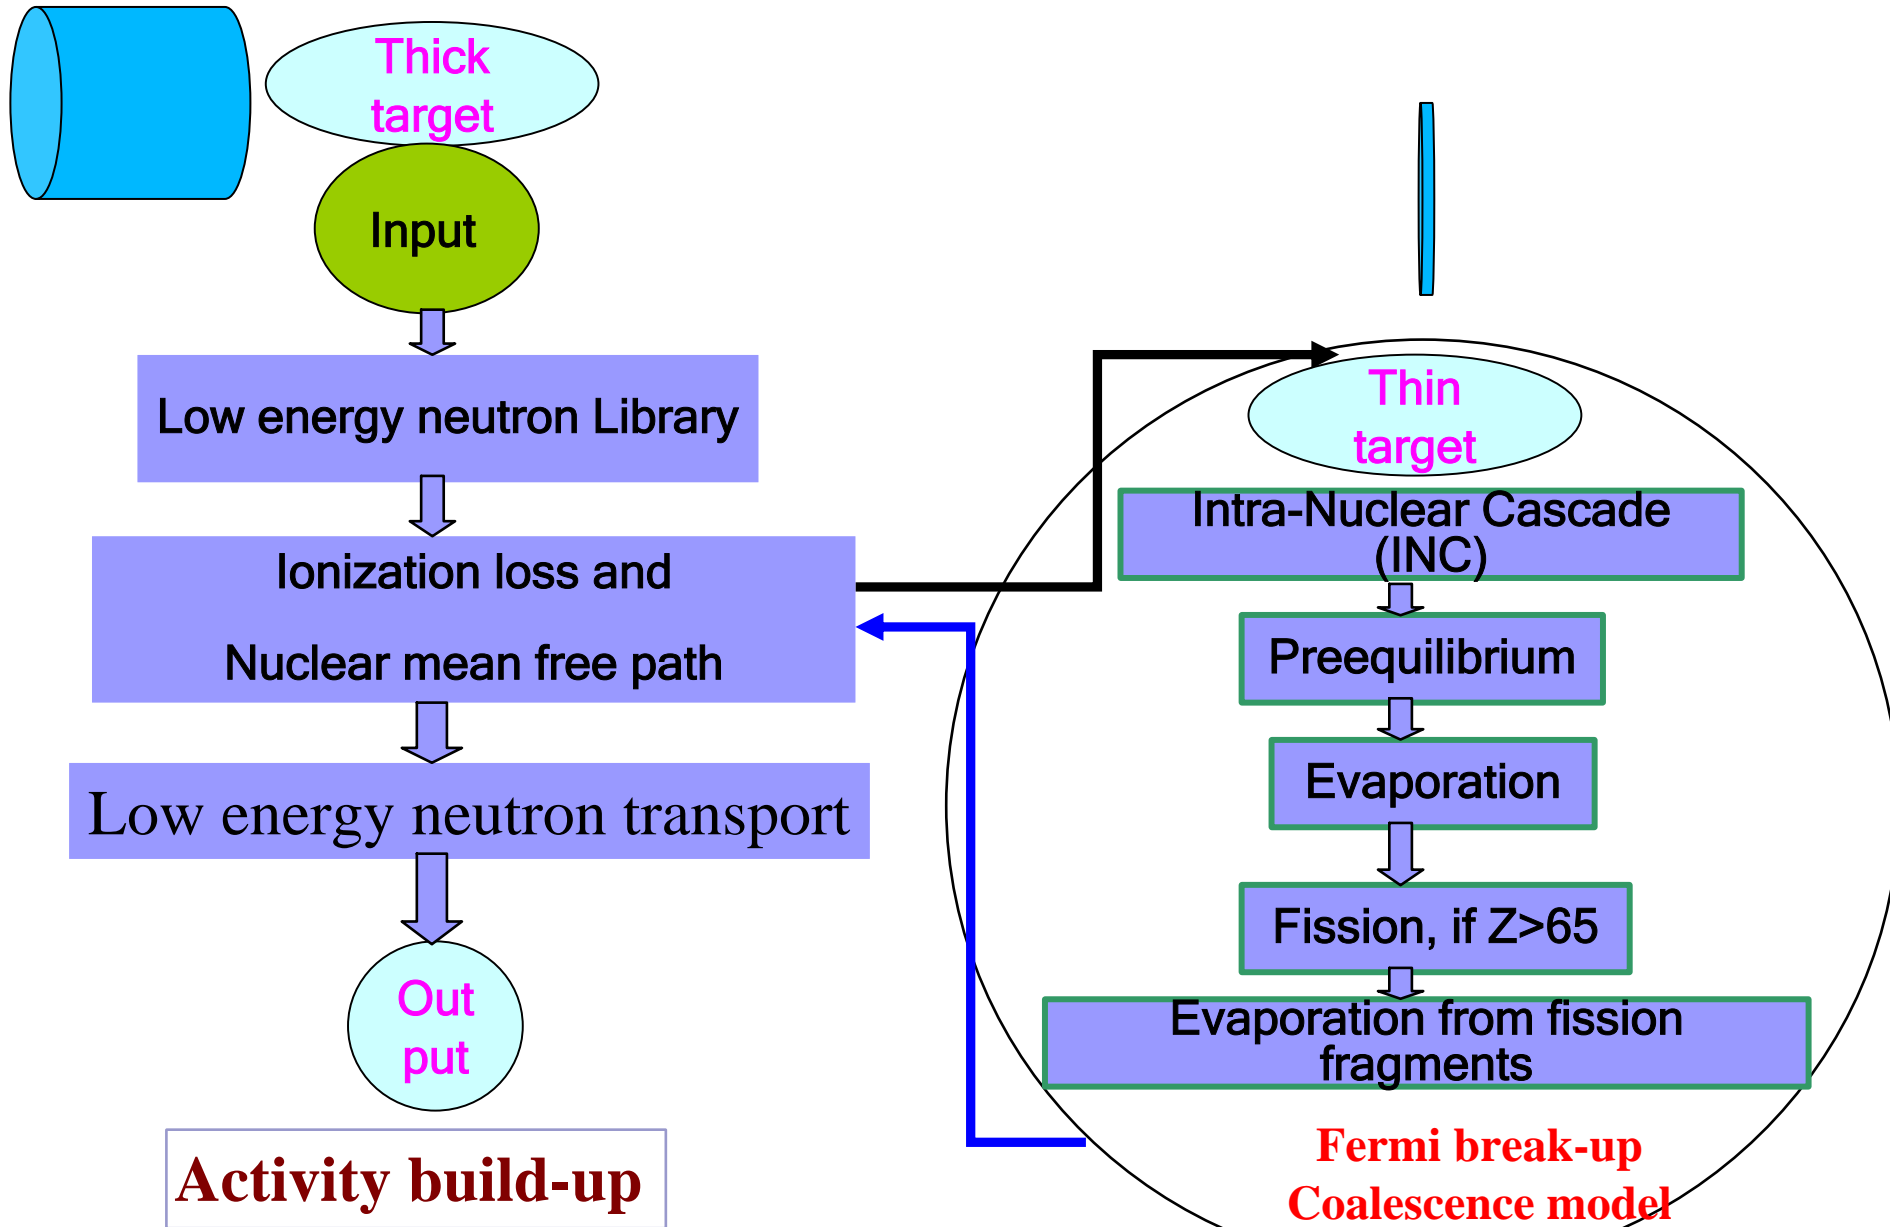 Thick
target
Input
Low energy neutron Library
Ionization loss and
Nuclear mean free path
Low energy neutron transport
Out
put
Activity build-up
Thin
target
Intra-Nuclear Cascade
(INC)
Preequilibrium
Evaporation
Fission, if Z>65
Evaporation from fission
fragments
Fermi break-up
Coalescence model